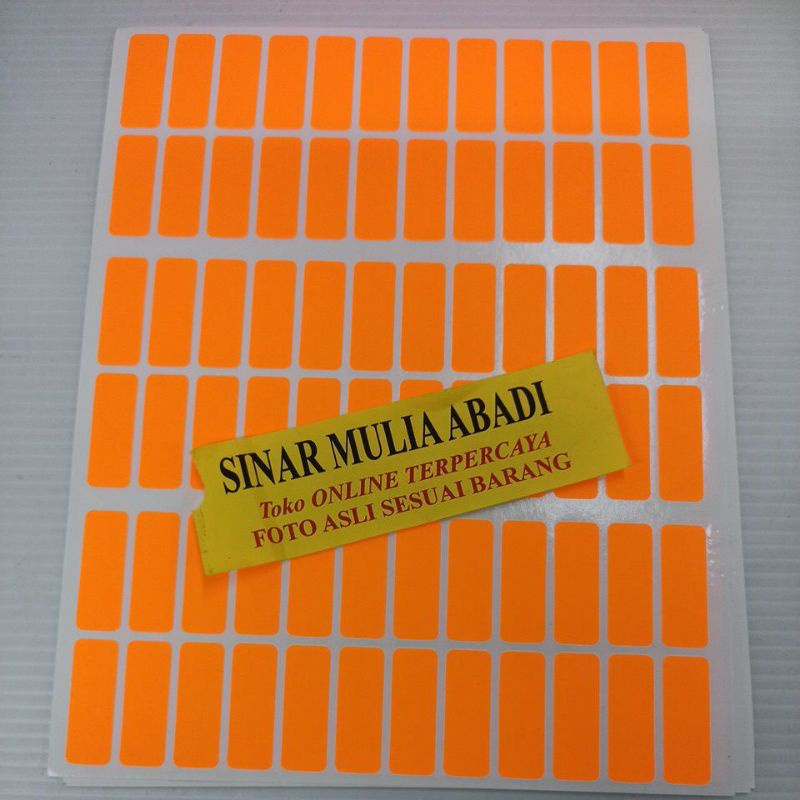 SINAR MULIA ABADI
Toko ONLINE TERPERCAYA
FOTO ASLI SESUAI BARANG